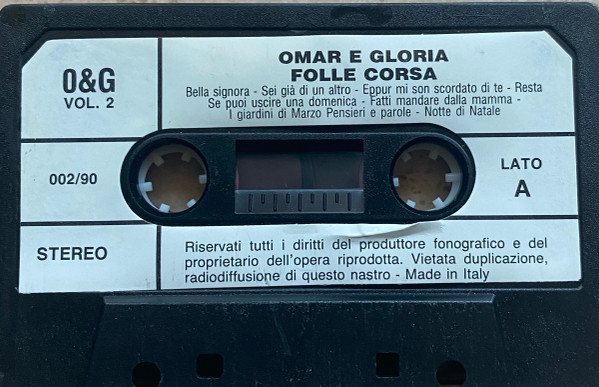 O&G
VOL. 2
OMAR E GLORIA
FOLLE CORSA
Bella signora - Sei già di un altro - Eppur mi son scordato di te - Resta
Se puoi uscire una domenica - Fatti mandare dalla mamma -
I giardini di Marzo Pensieri e parole - Notte di Natale
002/90
LATO
A
STEREO
Riservati tutti i diritti del produttore fonografico e del
proprietario dell'opera riprodotta. Vietata duplicazione,
radiodiffusione di questo nastro - Made in Italy